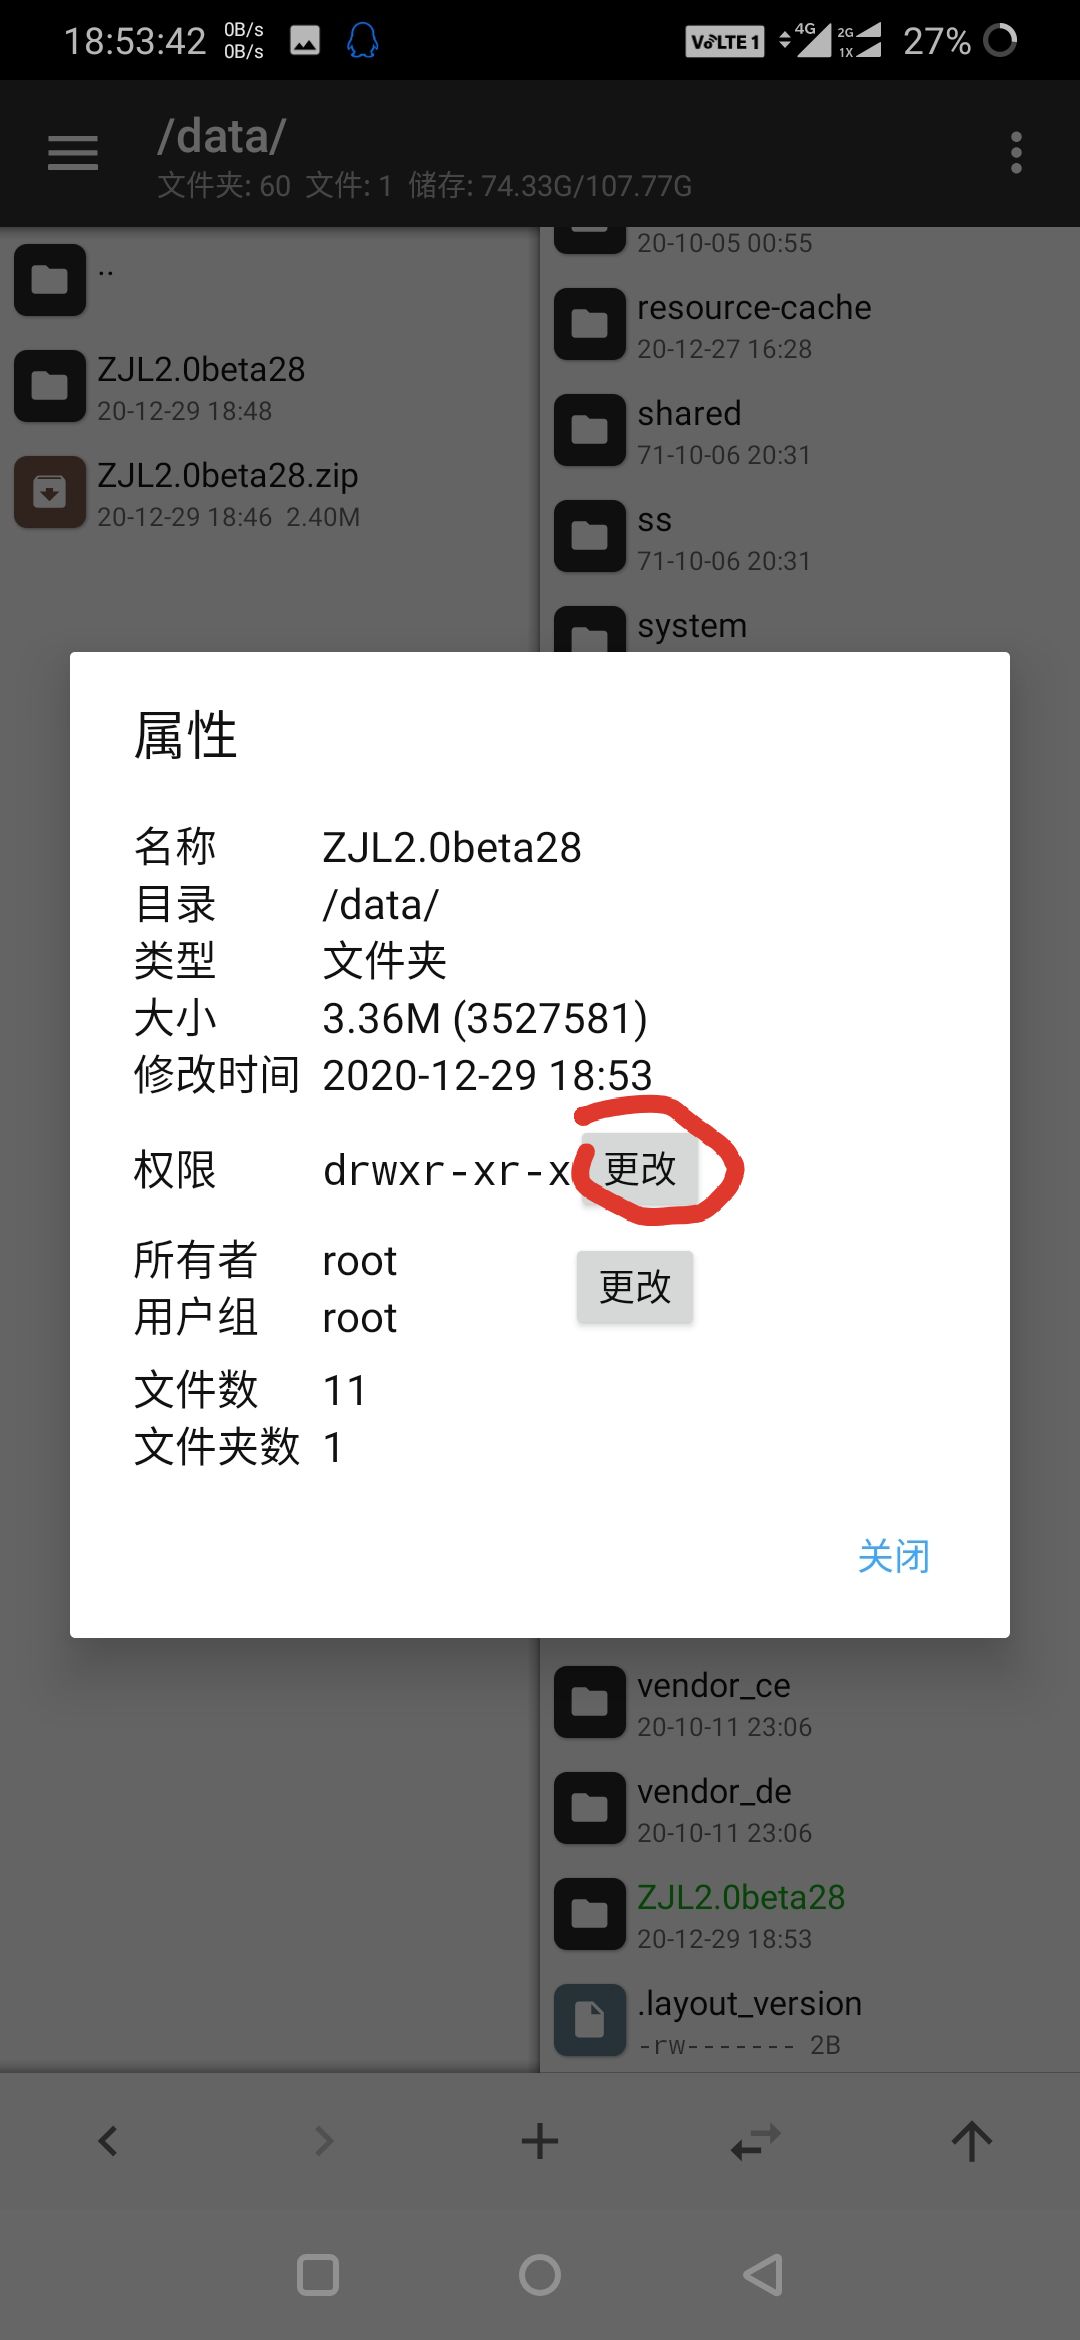 18:53:42 0B/s 0B/s VoLTE 1 4G 2G 1X 27%
/data/
文件夹: 60 文件: 1 储存: 74.33G/107.77G
..
ZJL2.0beta28
20-12-29 18:48
ZJL2.0beta28.zip
20-12-29 18:46 2.40M
20-10-05 00:55
resource-cache
20-12-27 16:28
shared
71-10-06 20:31
ss
71-10-06 20:31
system
属性
名称 ZJL2.0beta28
目录 /data/
类型 文件夹
大小 3.36M (3527581)
修改时间 2020-12-29 18:53
权限 drwxr-xr-x 更改
所有者 root 更改
用户组 root
文件数 11
文件夹数 1
关闭
vendor_ce
20-10-11 23:06
vendor_de
20-10-11 23:06
ZJL2.0beta28
20-12-29 18:53
.layout_version
-rw------- 2B